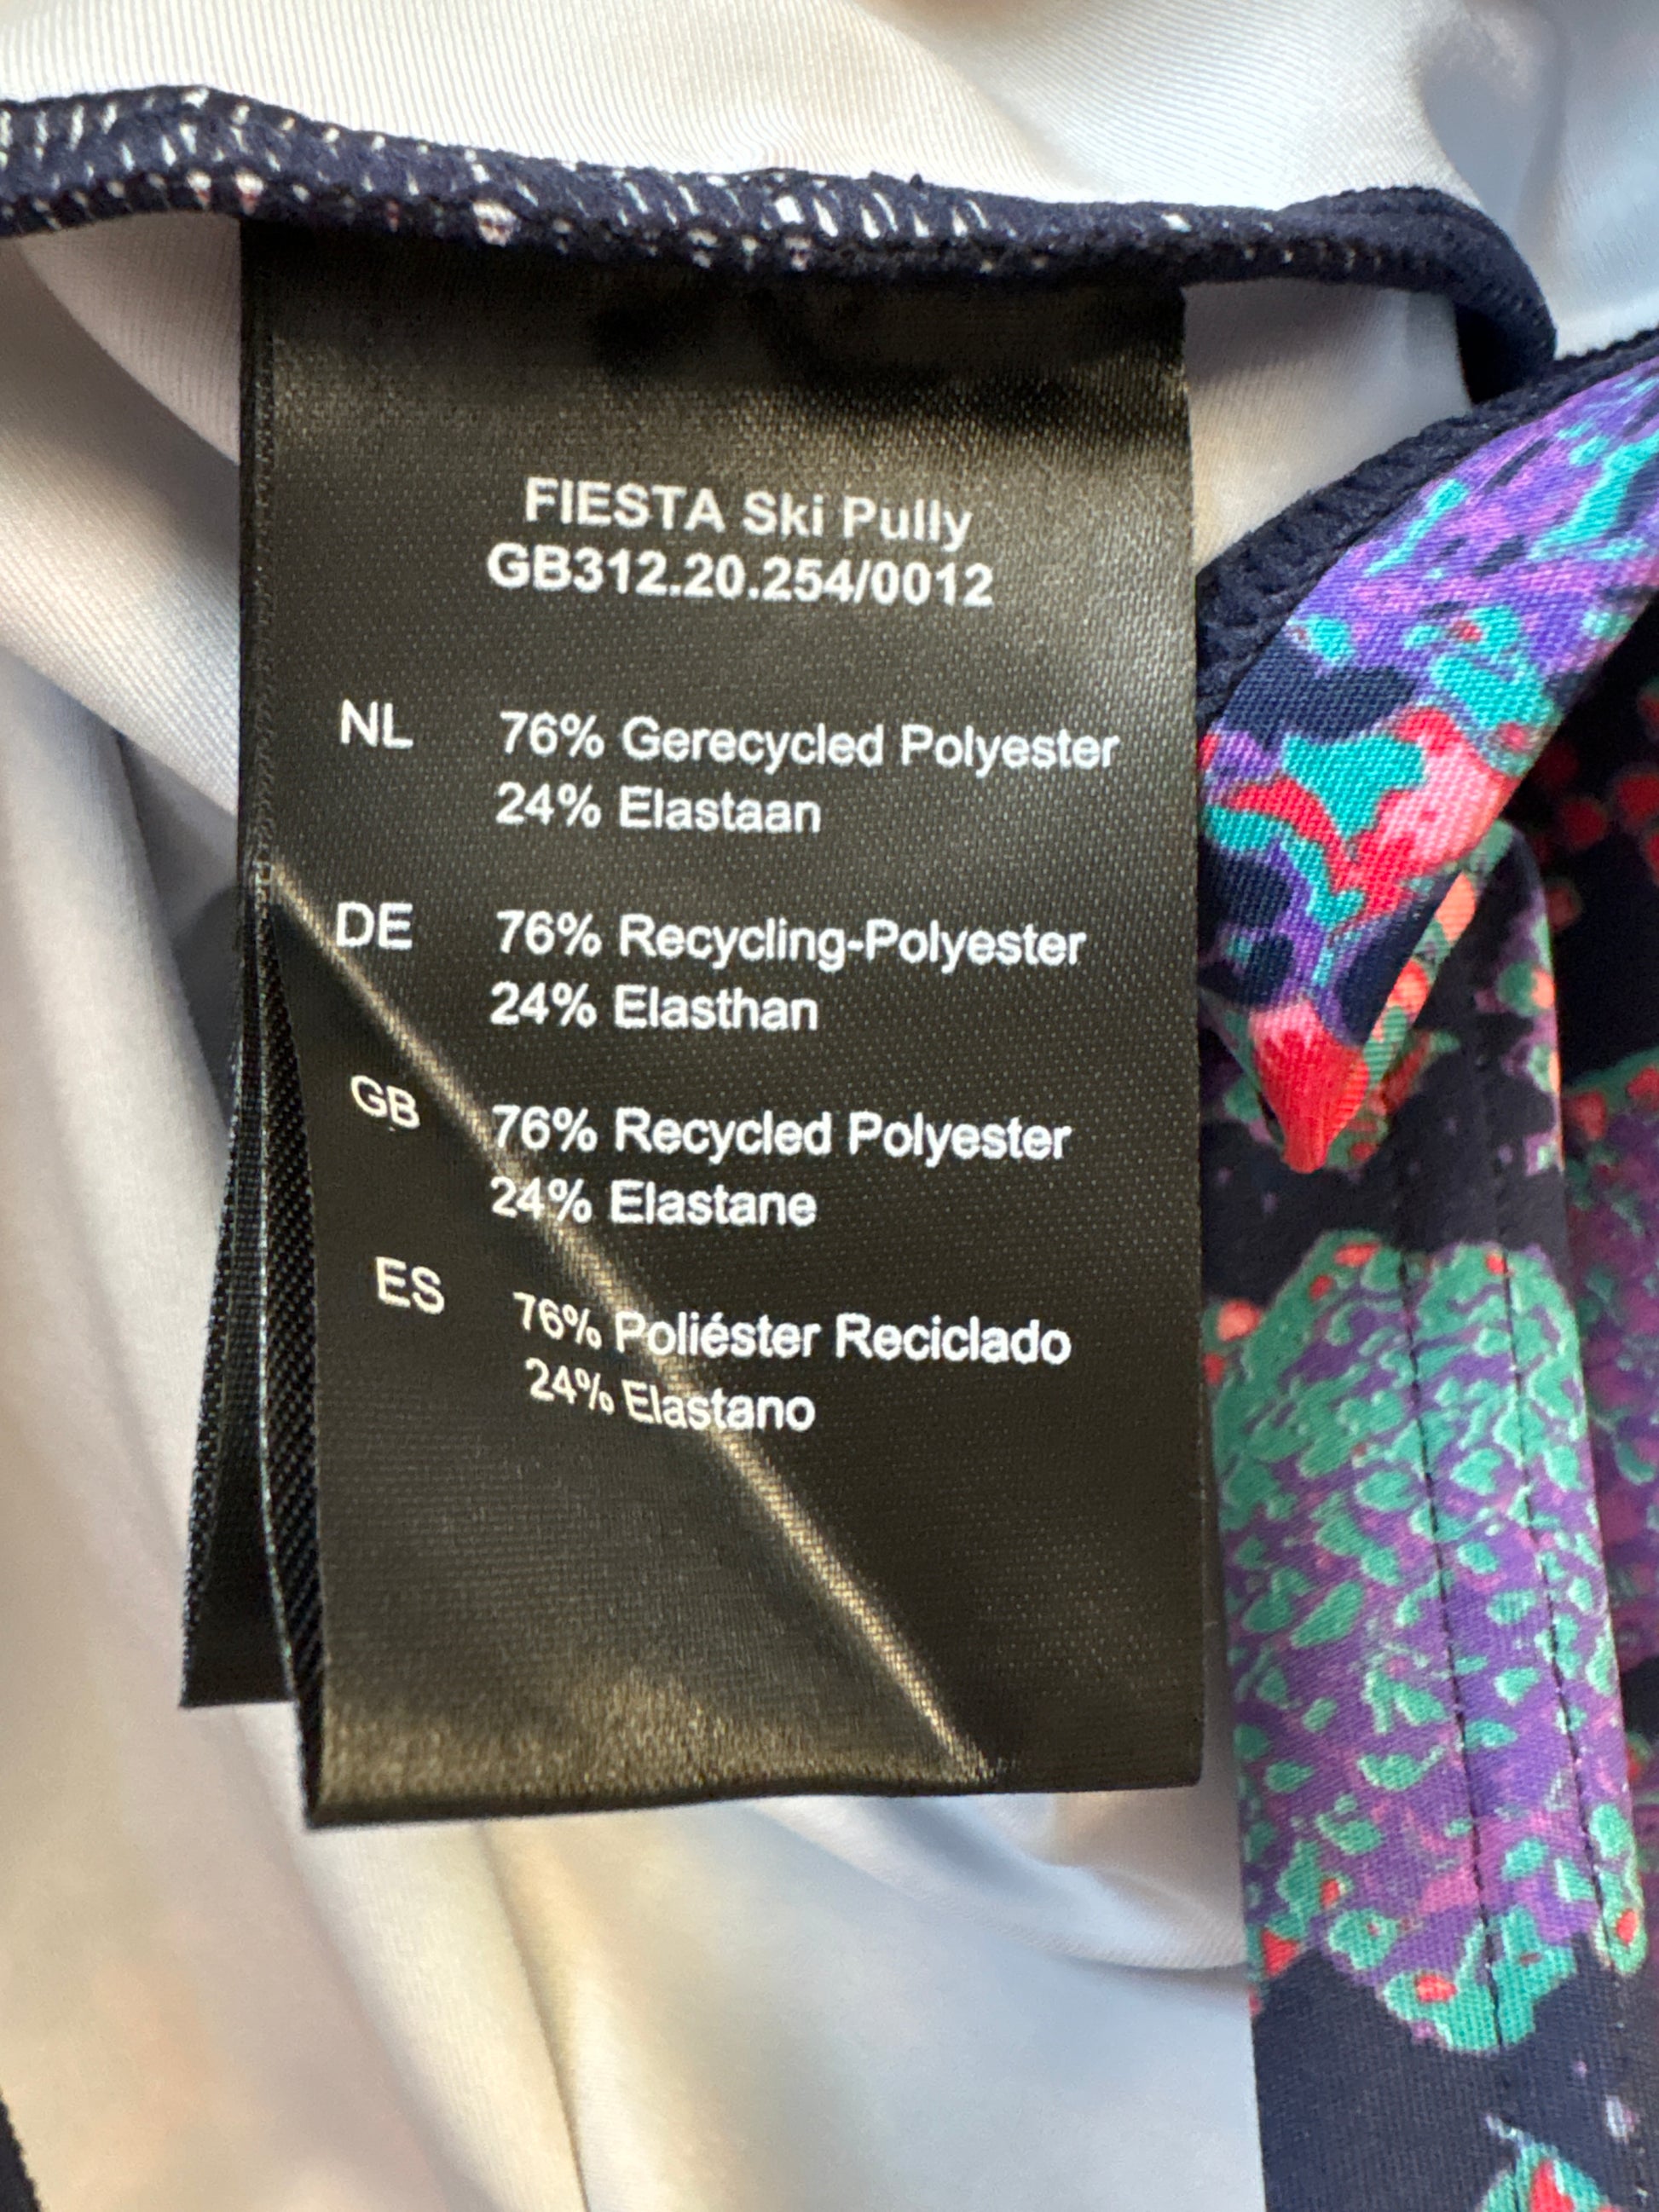 FIESTA Ski Pully
GB312.20.254/0012
NL 76% Gerecycled Polyester
24% Elastaan
DE 76% Recycling-Polyester
24% Elasthan
GB 76% Recycled Polyester
24% Elastane
ES 76% Poliéster Reciclado
24% Elastano